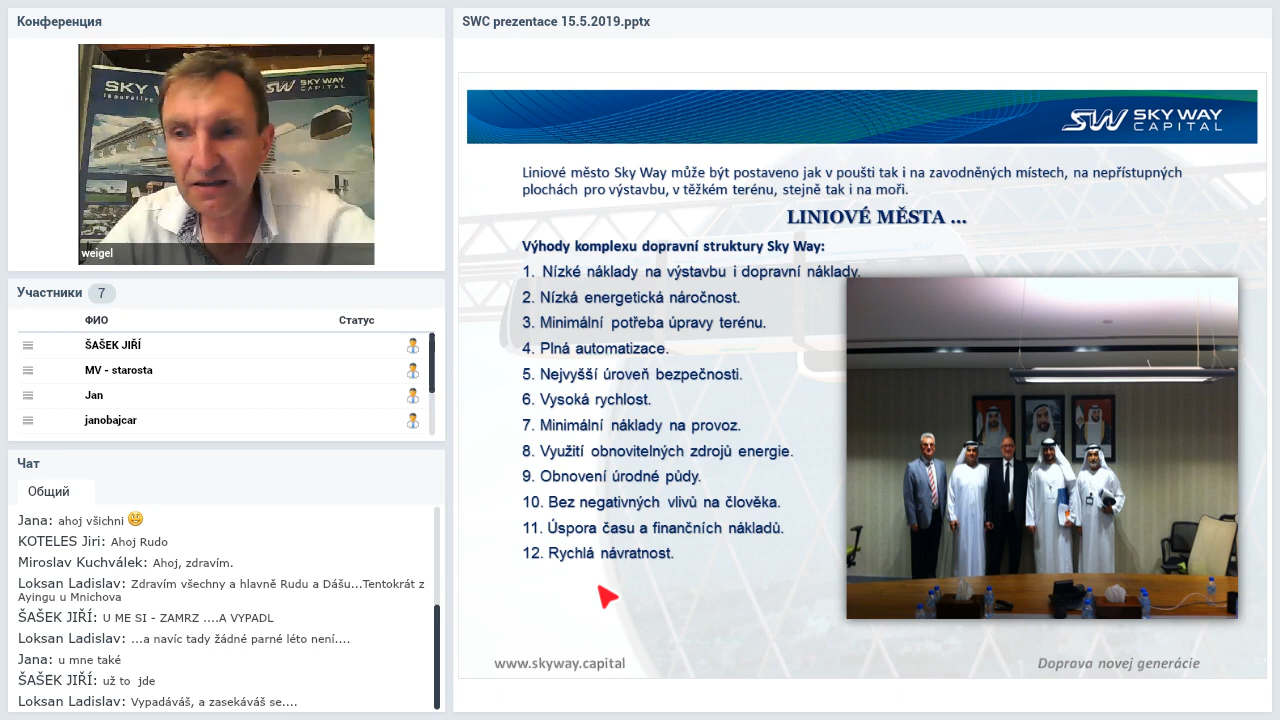 Конференция
SKY W
innovative
SW SKY WAY
CAPITAL
weigel
Участники 7
ФИО Статус
ŠAŠEK JIŘÍ
MV - starosta
Jan
janobajcar
Чат
Общий
Jana: ahoj všichni
KOTELES Jiri: Ahoj Rudo
Miroslav Kuchválek: Ahoj, zdravím.
Loksan Ladislav: Zdravím všechny a hlavně Rudu a Dášu...Tentokrát z
Ayingu u Mnichova
ŠAŠEK JIŘÍ: U ME SI - ZAMRZ ....A VYPADL
Loksan Ladislav: ...a navíc tady žádné parné léto není....
Jana: u mne také
ŠAŠEK JIŘÍ: už to jde
Loksan Ladislav: Vypadáváš, a zasekáváš se....
SWC prezentace 15.5.2019.pptx
SW SKY WAY
CAPITAL
Liniové město Sky Way může být postaveno jak v poušti tak i na zavodněných místech, na nepřístupných
plochách pro výstavbu, v těžkém terénu, stejně tak i na moři.
LINIOVÉ MĚSTA ...
Výhody komplexu dopravní struktury Sky Way:
1. Nízké náklady na výstavbu i dopravní náklady.
2. Nízká energetická náročnost.
3. Minimální potřeba úpravy terénu.
4. Plná automatizace.
5. Nejvyšší úroveň bezpečnosti.
6. Vysoká rychlost.
7. Minimální náklady na provoz.
8. Využití obnovitelných zdrojů energie.
9. Obnovení úrodné půdy.
10. Bez negativných vlivů na člověka.
11. Úspora času a finančních nákladů.
12. Rychlá návratnost.
www.skyway.capital
Doprava novej generácie